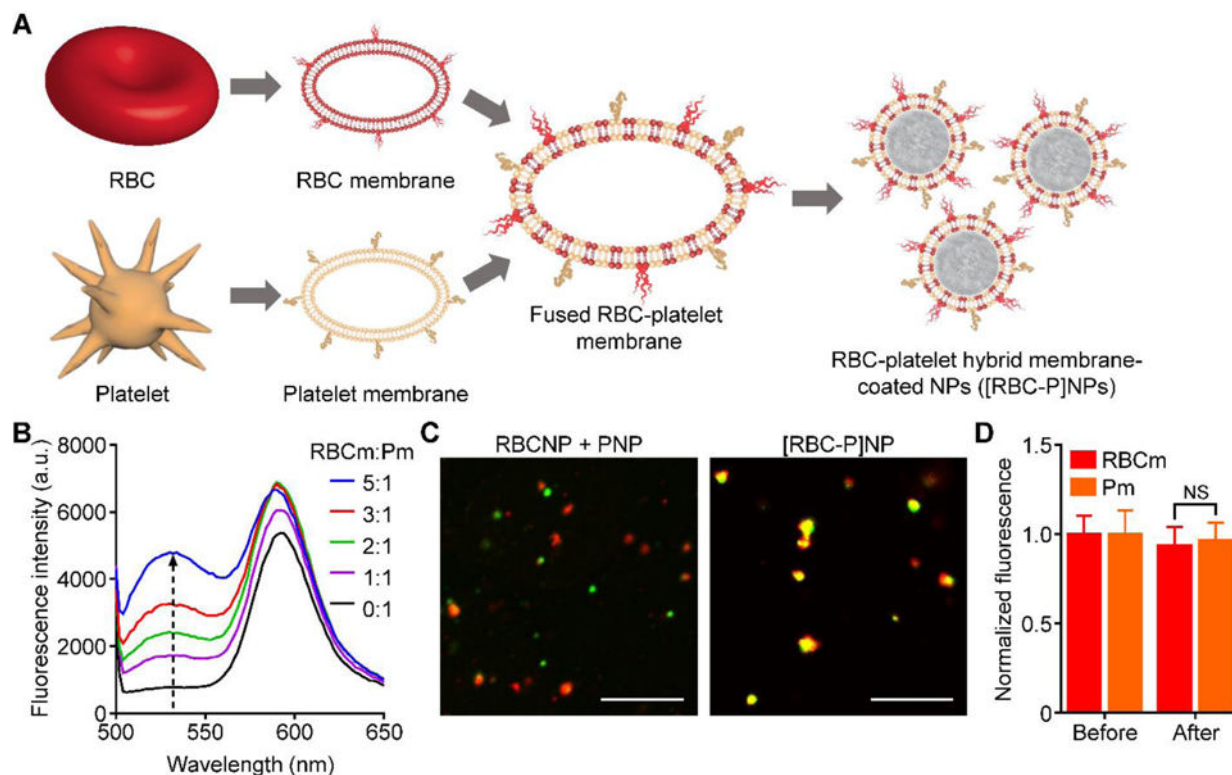 A
RBC
RBC membrane
Platelet
Platelet membrane
Fused RBC-platelet
membrane
RBC-platelet hybrid membrane-
coated NPs ([RBC-P]NPs)
B
Fluorescence intensity (a.u.)
8000
6000
4000
2000
0
500
550
600
650
Wavelength (nm)
RBCm:Pm
5:1
3:1
2:1
1:1
0:1
C
RBCNP + PNP
[RBC-P]NP
D
Normalized fluorescence
1.5
1.0
0.5
0
RBCm
Pm
NS
Before
After